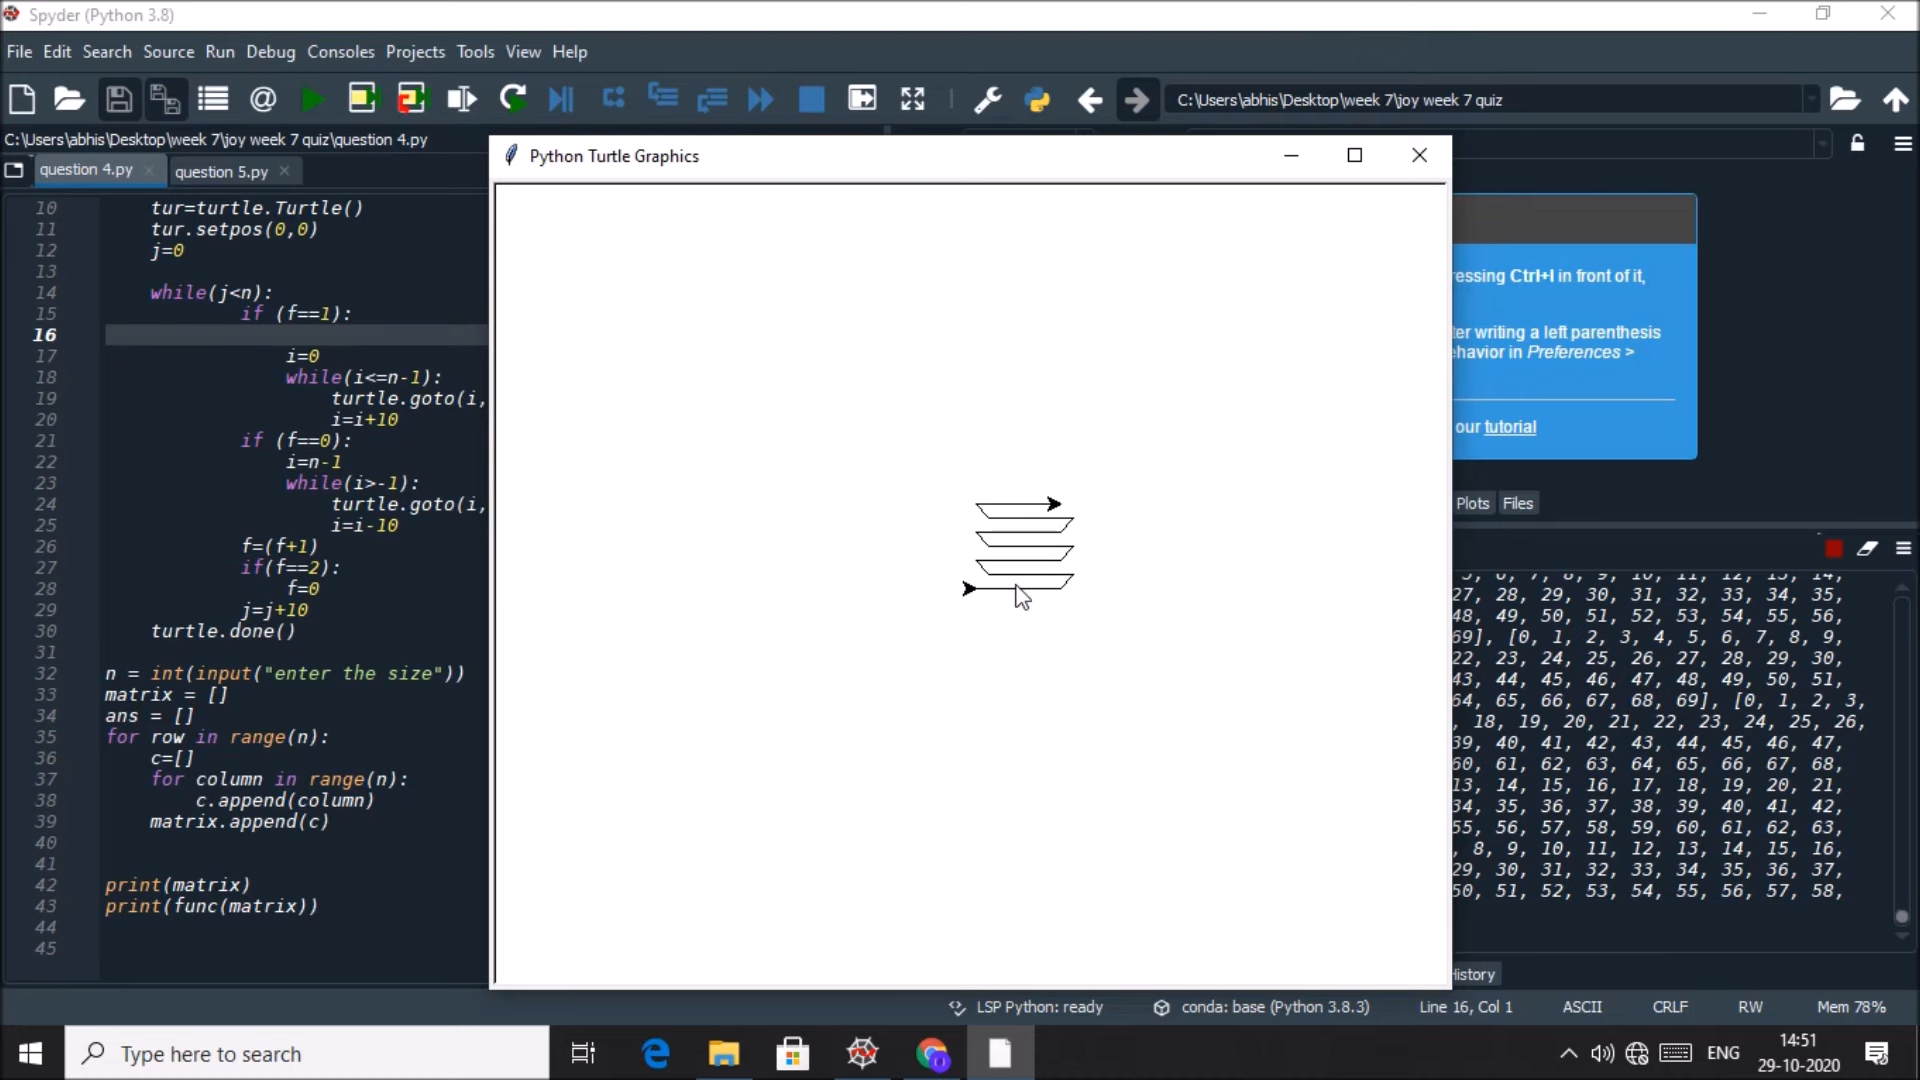 Spyder (Python 3.8)
File Edit Search Source Run Debug Consoles Projects Tools View Help
C:\Users\abhis\Desktop\week 7\joy week 7 quiz
C:\Users\abhis\Desktop\week 7\joy week 7 quiz\question 4.py
question 4.py
question 5.py
Python Turtle Graphics
10 tur=turtle.Turtle()
11 tur.setpos(0,0)
12 j=0
13
14 while(j<n):
15 if (f==1):
16
17 i=0
18 while(i<=n-1):
19 turtle.goto(i,
20 i=i+10
21 if (f==0):
22 i=n-1
23 while(i>-1):
24 turtle.goto(i,
25 i=i-10
26 f=(f+1)
27 if(f==2):
28 f=0
29 j=j+10
30 turtle.done()
31
32 n = int(input("enter the size"))
33 matrix = []
34 ans = []
35 for row in range(n):
36 c=[]
37 for column in range(n):
38 c.append(column)
39 matrix.append(c)
40
41
42 print(matrix)
43 print(func(matrix))
44
45
essing Ctrl+I in front of it,
ter writing a left parenthesis
ehavior in Preferences >
our tutorial
Plots Files
5, 6, 7, 8, 9, 10, 11, 12, 13, 14,
27, 28, 29, 30, 31, 32, 33, 34, 35,
48, 49, 50, 51, 52, 53, 54, 55, 56,
69], [0, 1, 2, 3, 4, 5, 6, 7, 8, 9,
22, 23, 24, 25, 26, 27, 28, 29, 30,
43, 44, 45, 46, 47, 48, 49, 50, 51,
64, 65, 66, 67, 68, 69], [0, 1, 2, 3,
, 18, 19, 20, 21, 22, 23, 24, 25, 26,
39, 40, 41, 42, 43, 44, 45, 46, 47,
60, 61, 62, 63, 64, 65, 66, 67, 68,
13, 14, 15, 16, 17, 18, 19, 20, 21,
34, 35, 36, 37, 38, 39, 40, 41, 42,
55, 56, 57, 58, 59, 60, 61, 62, 63,
, 8, 9, 10, 11, 12, 13, 14, 15, 16,
29, 30, 31, 32, 33, 34, 35, 36, 37,
50, 51, 52, 53, 54, 55, 56, 57, 58,
History
LSP Python: ready conda: base (Python 3.8.3) Line 16, Col 1 ASCII CRLF RW Mem 78%
Type here to search
ENG
14:51
29-10-2020